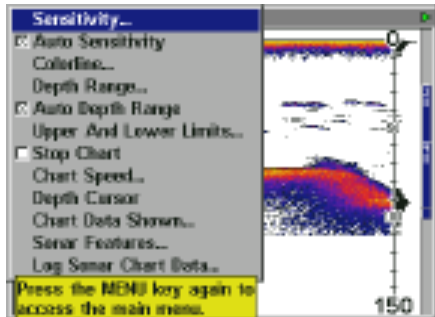 Sensitivity...
Auto Sensitivity
Colorline...
Depth Range...
Auto Depth Range
Upper And Lower Limits...
Stop Chart
Chart Speed...
Depth Cursor
Chart Data Shown...
Sonar Features...
Log Sonar Chart Data...
Press the MENU key again to
access the main menu.
0
150